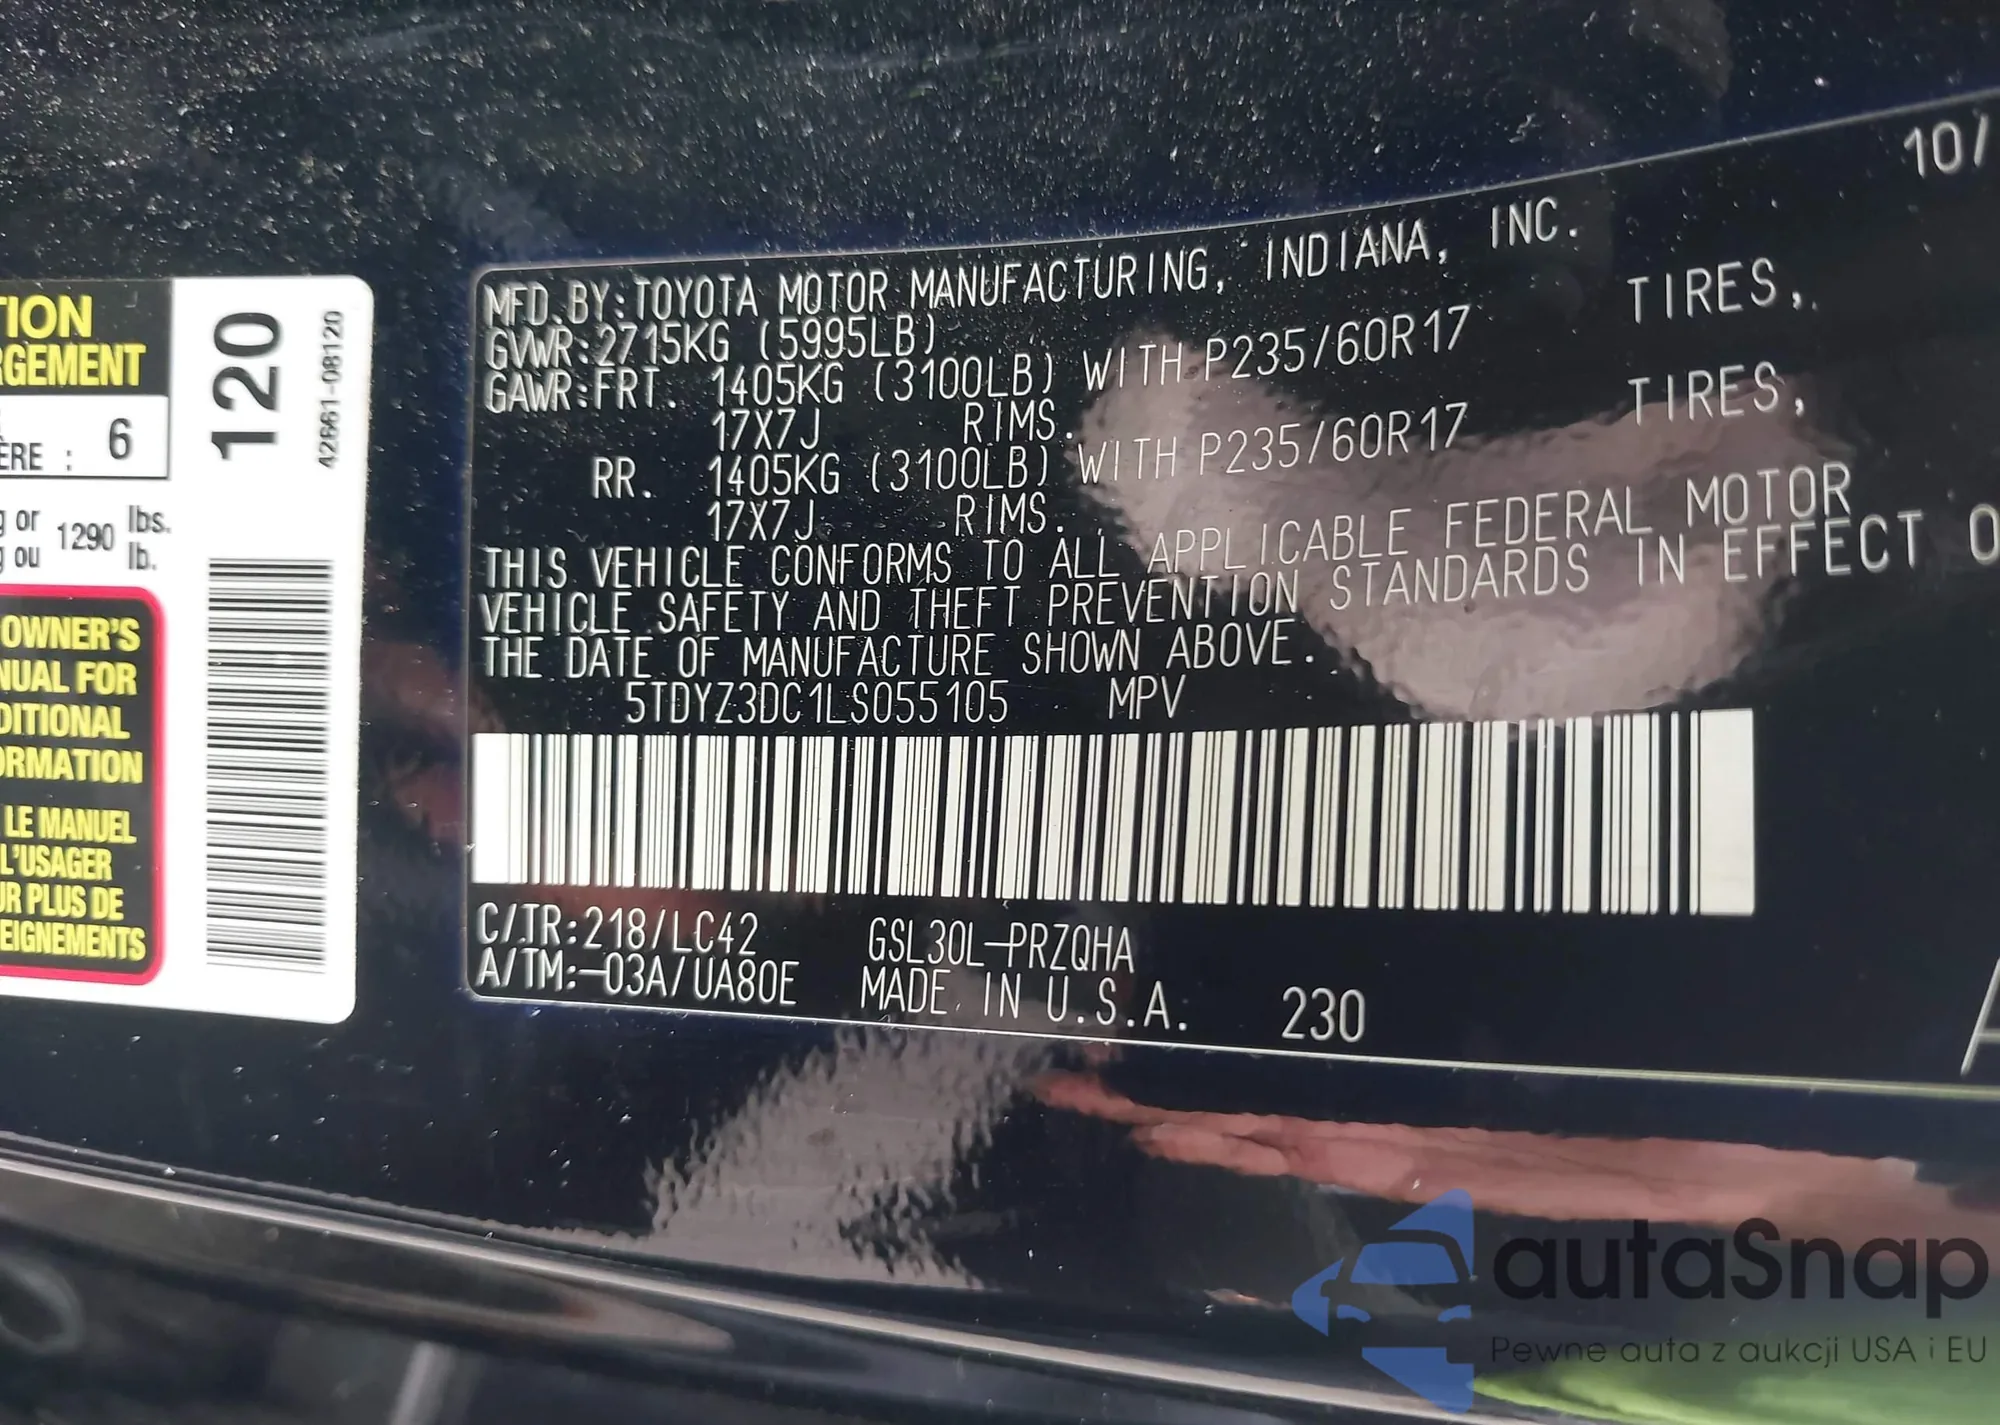 TION
RGEMENT
ÈRE : 6
g or 1290 lbs.
g ou lb.
OWNER'S
NUAL FOR
DITIONAL
ORMATION
LE MANUEL
L'USAGER
UR PLUS DE
EIGNEMENTS
120
42661-08120
10/
MFD.BY:TOYOTA MOTOR MANUFACTURING, INDIANA, INC.
GVWR:2715KG (5995LB)
GAWR:FRT. 1405KG (3100LB) WITH P235/60R17 TIRES,
17X7J RIMS.
RR. 1405KG (3100LB) WITH P235/60R17 TIRES,
17X7J RIMS.
THIS VEHICLE CONFORMS TO ALL APPLICABLE FEDERAL MOTOR
VEHICLE SAFETY AND THEFT PREVENTION STANDARDS IN EFFECT O
THE DATE OF MANUFACTURE SHOWN ABOVE.
5TDYZ3DC1LS055105 MPV
C/TR:218/LC42 GSL30L-PRZQHA
A/TM:-03A/UA80E MADE IN U.S.A. 230
autaSnap
Pewne auta z aukcji USA i EU